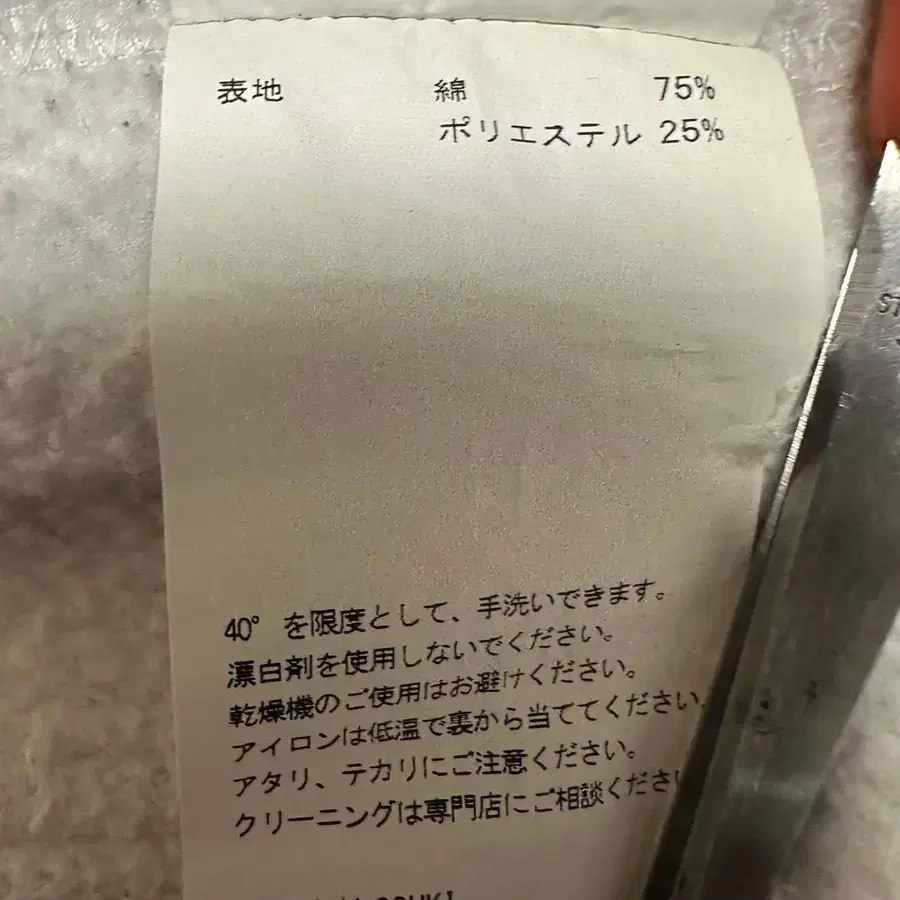 表地 綿 75%
ポリエステル 25%
40° を限度として、手洗いできます。
漂白剤を使用しないでください。
乾燥機のご使用はお避けください。
アイロンは低温で裏から当ててください
アタリ、テカリにご注意ください。
クリーニングは専門店にご相談くださ
ST